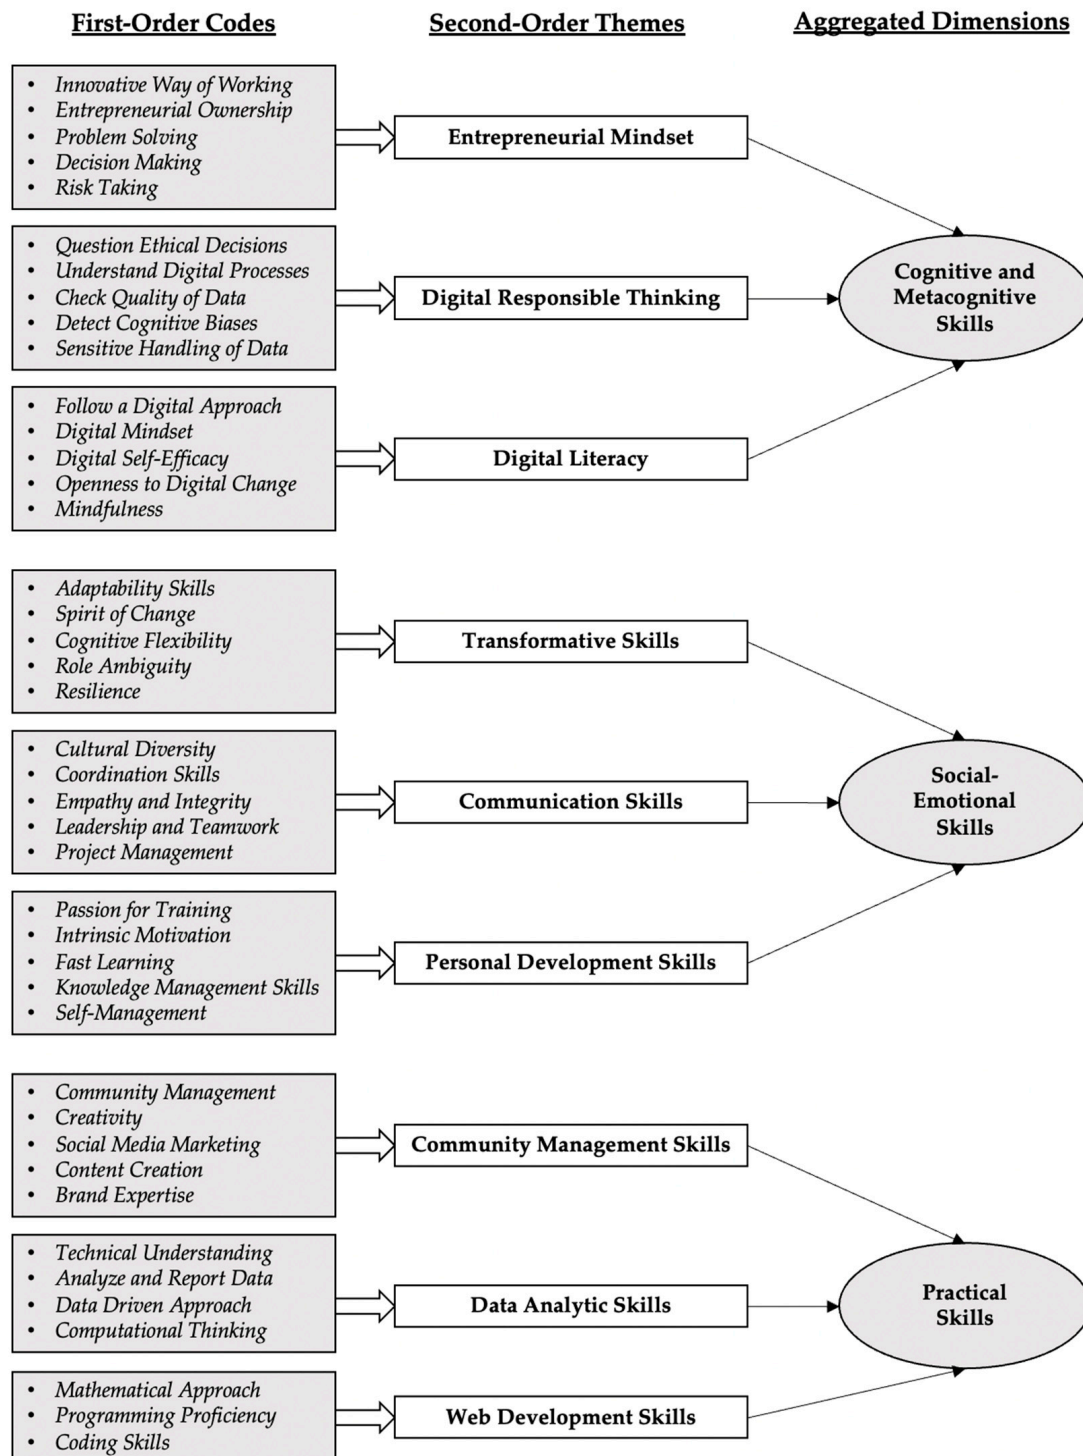 First-Order Codes
Second-Order Themes
Aggregated Dimensions
• Innovative Way of Working
• Entrepreneurial Ownership
• Problem Solving
• Decision Making
• Risk Taking
Entrepreneurial Mindset
• Question Ethical Decisions
• Understand Digital Processes
• Check Quality of Data
• Detect Cognitive Biases
• Sensitive Handling of Data
Digital Responsible Thinking
• Follow a Digital Approach
• Digital Mindset
• Digital Self-Efficacy
• Openness to Digital Change
• Mindfulness
Digital Literacy
Cognitive and
Metacognitive
Skills
• Adaptability Skills
• Spirit of Change
• Cognitive Flexibility
• Role Ambiguity
• Resilience
Transformative Skills
• Cultural Diversity
• Coordination Skills
• Empathy and Integrity
• Leadership and Teamwork
• Project Management
Communication Skills
• Passion for Training
• Intrinsic Motivation
• Fast Learning
• Knowledge Management Skills
• Self-Management
Personal Development Skills
Social-
Emotional
Skills
• Community Management
• Creativity
• Social Media Marketing
• Content Creation
• Brand Expertise
Community Management Skills
• Technical Understanding
• Analyze and Report Data
• Data Driven Approach
• Computational Thinking
Data Analytic Skills
• Mathematical Approach
• Programming Proficiency
• Coding Skills
Web Development Skills
Practical
Skills